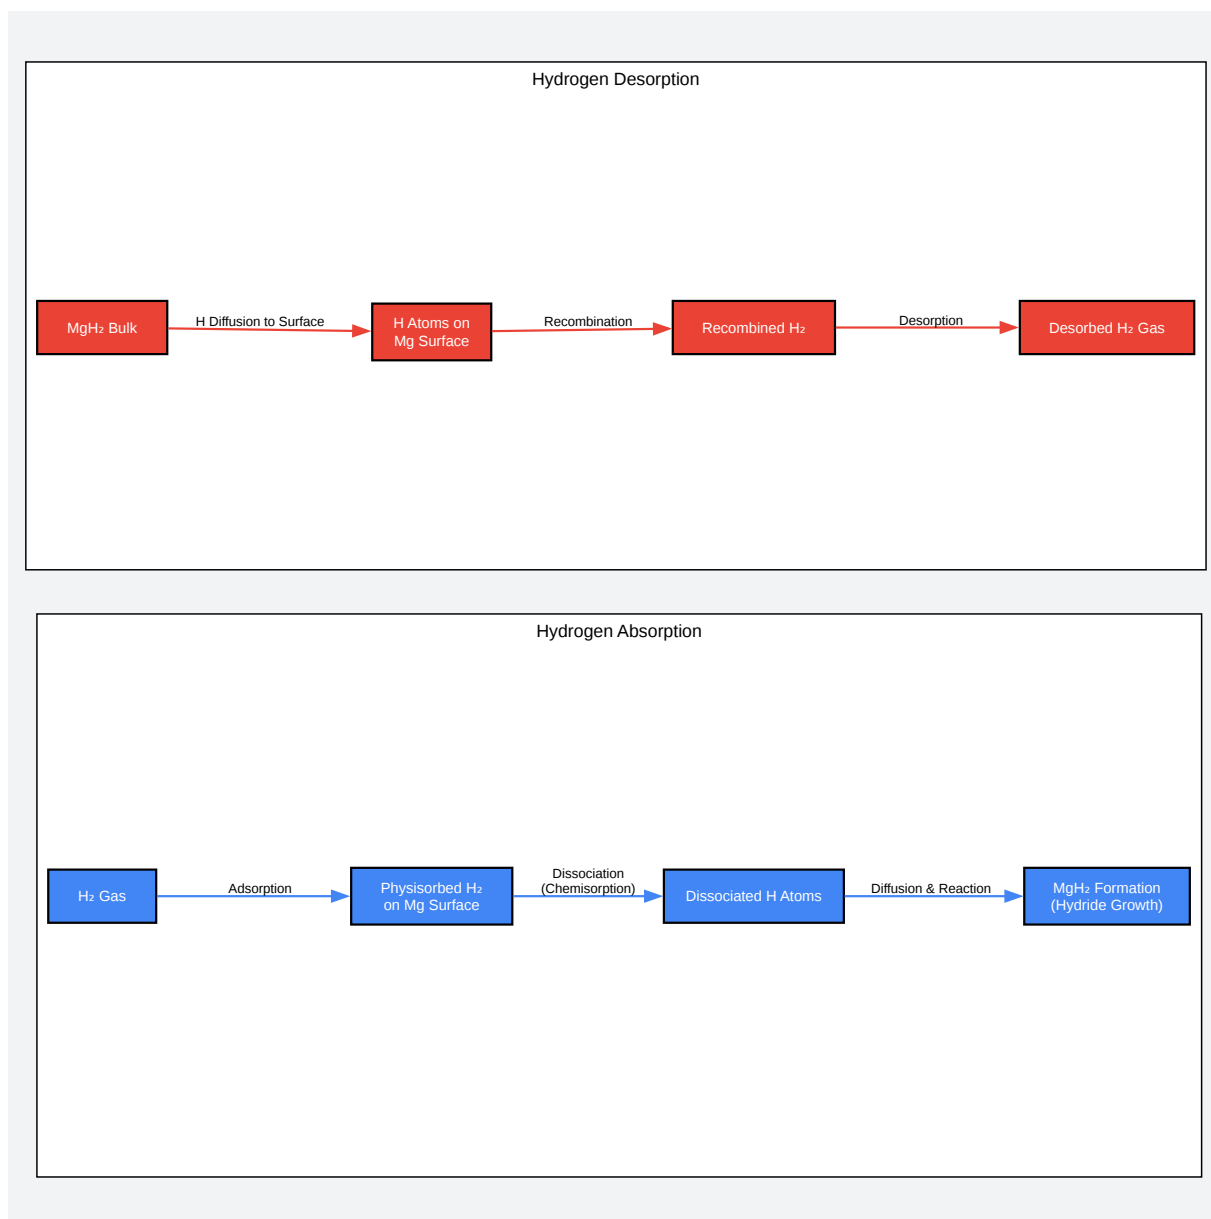 Hydrogen Desorption
MgH₂ Bulk
H Diffusion to Surface
H Atoms on
Mg Surface
Recombination
Recombined H₂
Desorption
Desorbed H₂ Gas
Hydrogen Absorption
H₂ Gas
Adsorption
Physisorbed H₂
on Mg Surface
Dissociation
(Chemisorption)
Dissociated H Atoms
Diffusion & Reaction
MgH₂ Formation
(Hydride Growth)